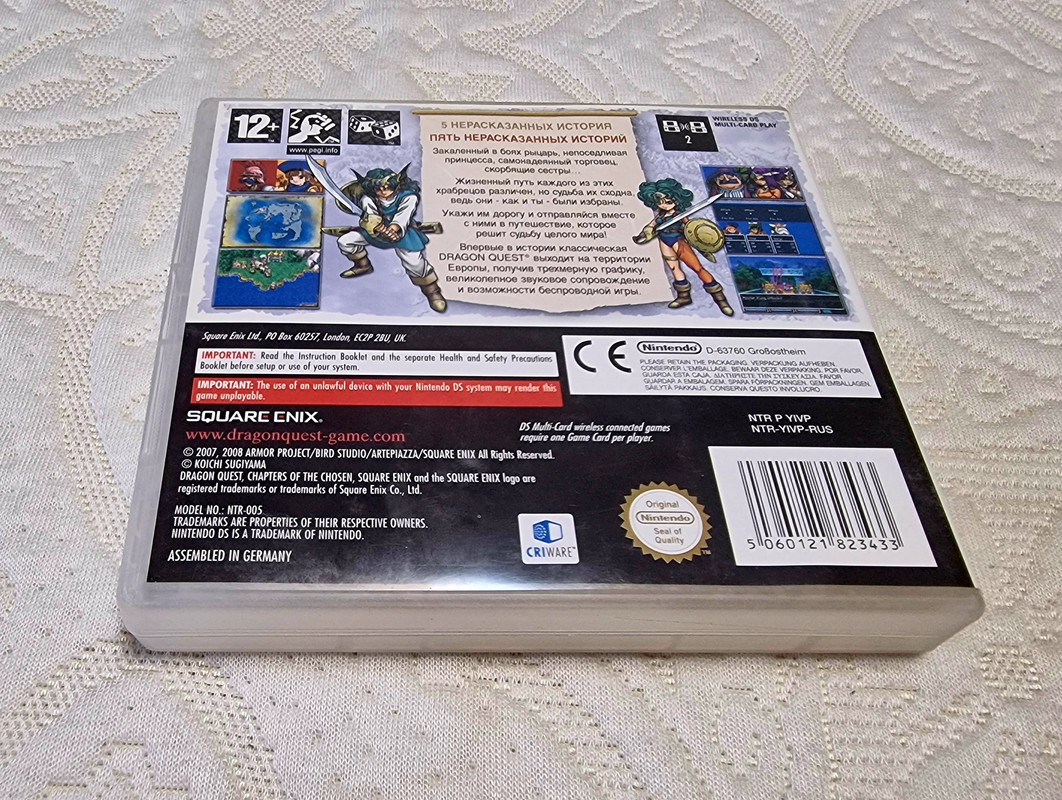 12+
www.pegi.info
5 НЕРАСКАЗАННЫХ ИСТОРИЯ
ПЯТЬ НЕРАСКАЗАННЫХ ИСТОРИЙ
Закаленный в боях рыцарь, непоседливая
принцесса, самонадеянный торговец,
скорбящие сестры...
Жизненный путь каждого из этих
храбрецов различен, но судьба их сходна,
ведь они - как и ты - были избраны.
Укажи им дорогу и отправляйся вместе
с ними в путешествие, которое
решит судьбу целого мира!
Впервые в истории классическая
DRAGON QUEST® выходит на территории
Европы, получив трехмерную графику,
великолепное звуковое сопровождение
и возможности беспроводной игры.
2
WIRELESS DS
MULTI-CARD PLAY
Square Enix Ltd., PO Box 60257, London, EC2P 2BU, UK.
IMPORTANT: Read the Instruction Booklet and the separate Health and Safety Precautions
Booklet before setup or use of your system.
IMPORTANT: The use of an unlawful device with your Nintendo DS system may render this
game unplayable.
CE
Nintendo D-63760 Großostheim
PLEASE RETAIN THE PACKAGING. VERPACKUNG AUFHEBEN.
CONSERVER L'EMBALLAGE. BEWAAR DEZE VERPAKKING. POR FAVOR,
GUARDA ESTA CAJA. ΔΙΑΤΗΡΗΣΤΕ ΤΗΝ ΣΥΣΚΕΥΑΣΙΑ. FAVOR
GUARDAR A EMBALAGEM. SPARA FÖRPACKNINGEN. GEM EMBALLAGEN.
SÄILYTÄ PAKKAUS. CONSERVA QUESTO INVOLUCRO.
SQUARE ENIX®
www.dragonquest-game.com
DS Multi-Card wireless connected games
require one Game Card per player.
NTR P YIVP
NTR-YIVP-RUS
© 2007, 2008 ARMOR PROJECT/BIRD STUDIO/ARTEPIAZZA/SQUARE ENIX All Rights Reserved.
© KOICHI SUGIYAMA
DRAGON QUEST, CHAPTERS OF THE CHOSEN, SQUARE ENIX and the SQUARE ENIX logo are
registered trademarks or trademarks of Square Enix Co., Ltd.
MODEL NO.: NTR-005
TRADEMARKS ARE PROPERTIES OF THEIR RESPECTIVE OWNERS.
NINTENDO DS IS A TRADEMARK OF NINTENDO.
ASSEMBLED IN GERMANY
CRIWARE™
Original
Nintendo
Seal of
Quality
TM
5 060121 823433